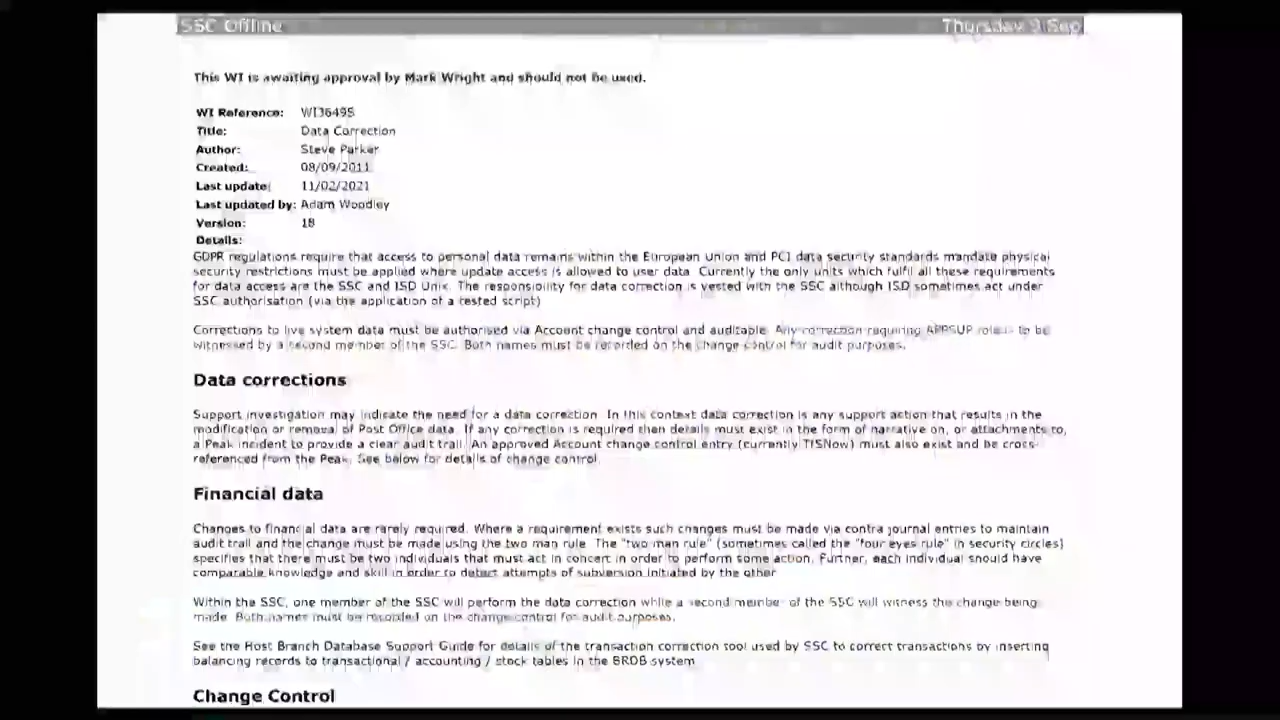 SSC Offline Thursday 9 Sep
This WI is awaiting approval by Mark Wright and should not be used.
WI Reference: WI3649S
Title: Data Correction
Author: Steve Parker
Created: 08/09/2011
Last update: 11/02/2021
Last updated by: Adam Woodley
Version: 18
Details:
GDPR regulations require that access to personal data remains within the European Union and PCI data security standards mandate physical
security restrictions must be applied where update access is allowed to user data. Currently the only units which fulfil all these requirements
for data access are the SSC and ISD Unix. The responsibility for data correction is vested with the SSC although ISD sometimes act under
SSC authorisation (via the application of a tested script)
Corrections to live system data must be authorised via Account change control and auditable. Any correction requiring APPSUP role is to be
witnessed by a second member of the SSC. Both names must be recorded on the change control for audit purposes.
Data corrections
Support investigation may indicate the need for a data correction. In this context data correction is any support action that results in the
modification or removal of Post Office data. If any correction is required then details must exist in the form of narrative on, or attachments to,
a Peak incident to provide a clear audit trail. An approved Account change control entry (currently TfSNow) must also exist and be cross-
referenced from the Peak. See below for details of change control.
Financial data
Changes to financial data are rarely required. Where a requirement exists such changes must be made via contra journal entries to maintain
audit trail and the change must be made using the two man rule. The "two man rule" (sometimes called the "four eyes rule" in security circles)
specifies that there must be two individuals that must act in concert in order to perform some action. Further, each individual should have
comparable knowledge and skill in order to detect attempts of subversion initiated by the other
Within the SSC, one member of the SSC will perform the data correction while a second member of the SSC will witness the change being
made. Both names must be recorded on the change control for audit purposes.
See the Host Branch Database Support Guide for details of the transaction correction tool used by SSC to correct transactions by inserting
balancing records to transactional / accounting / stock tables in the BRDB system
Change Control